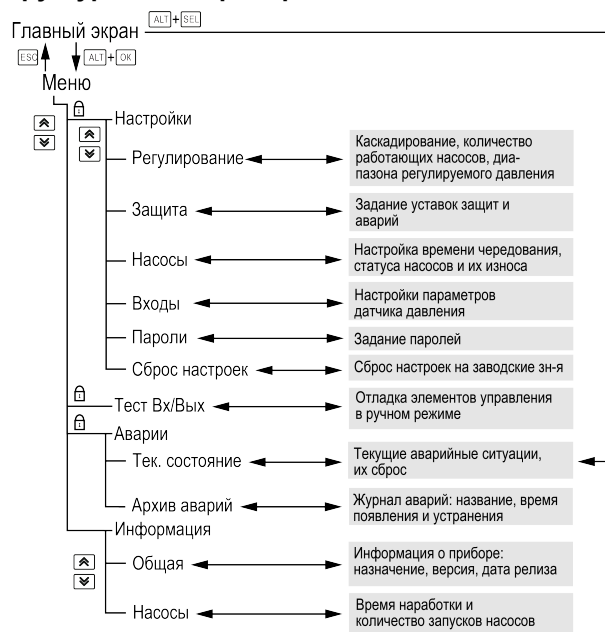 Главный экран ALT + SEL
ESC ALT + OK
Меню
Настройки
Регулирование
Каскадирование, количество
работающих насосов, диа-
пазона регулируемого давления
Защита
Задание уставок защит и
аварий
Насосы
Настройка времени чередования,
статуса насосов и их износа
Входы
Настройки параметров
датчика давления
Пароли
Задание паролей
Сброс настроек
Сброс настроек на заводские зн-я
Тест Вх/Вых
Отладка элементов управления
в ручном режиме
Аварии
Тек. состояние
Текущие аварийные ситуации,
их сброс
Архив аварий
Журнал аварий: название, время
появления и устранения
Информация
Общая
Информация о приборе:
назначение, версия, дата релиза
Насосы
Время наработки и
количество запусков насосов